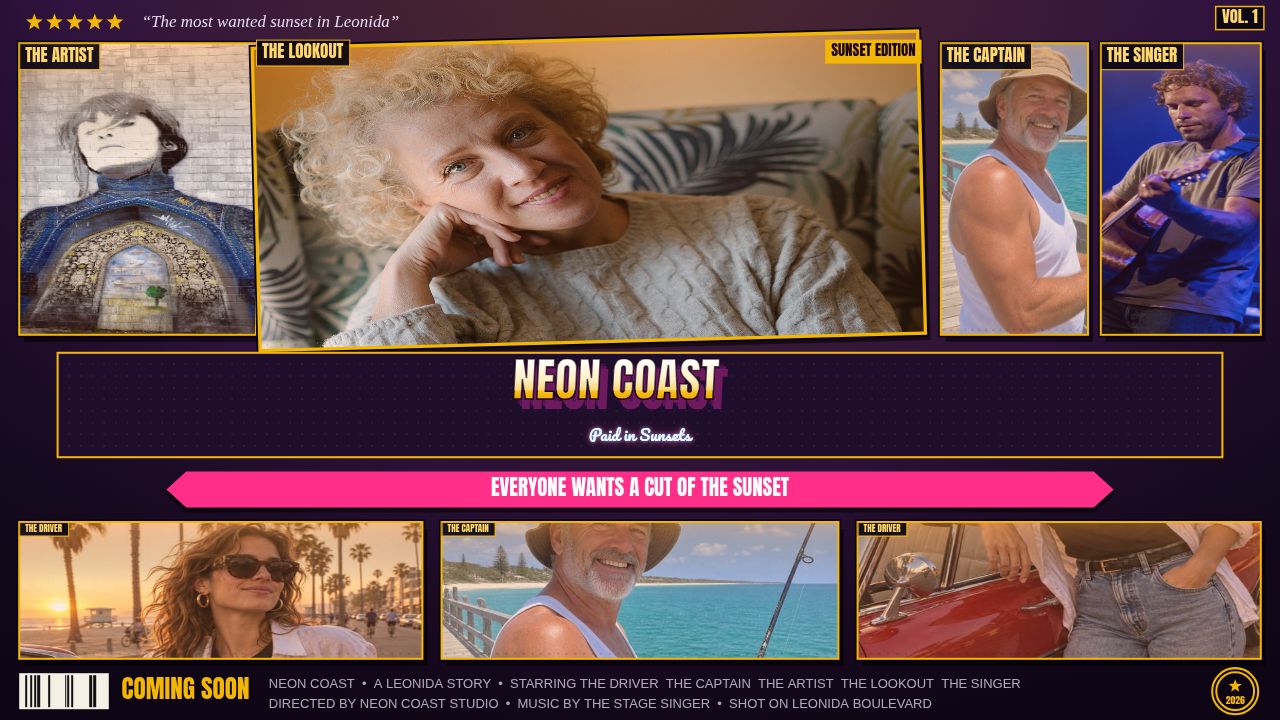 “The most wanted sunset in Leonida”
VOL. 1
THE ARTIST
THE LOOKOUT
SUNSET EDITION
THE CAPTAIN
THE SINGER
NEON COAST
Paid in Sunsets
EVERYONE WANTS A CUT OF THE SUNSET
THE DRIVER
THE CAPTAIN
THE DRIVER
COMING SOON
NEON COAST • A LEONIDA STORY • STARRING THE DRIVER THE CAPTAIN THE ARTIST THE LOOKOUT THE SINGER
DIRECTED BY NEON COAST STUDIO • MUSIC BY THE STAGE SINGER • SHOT ON LEONIDA BOULEVARD
2026